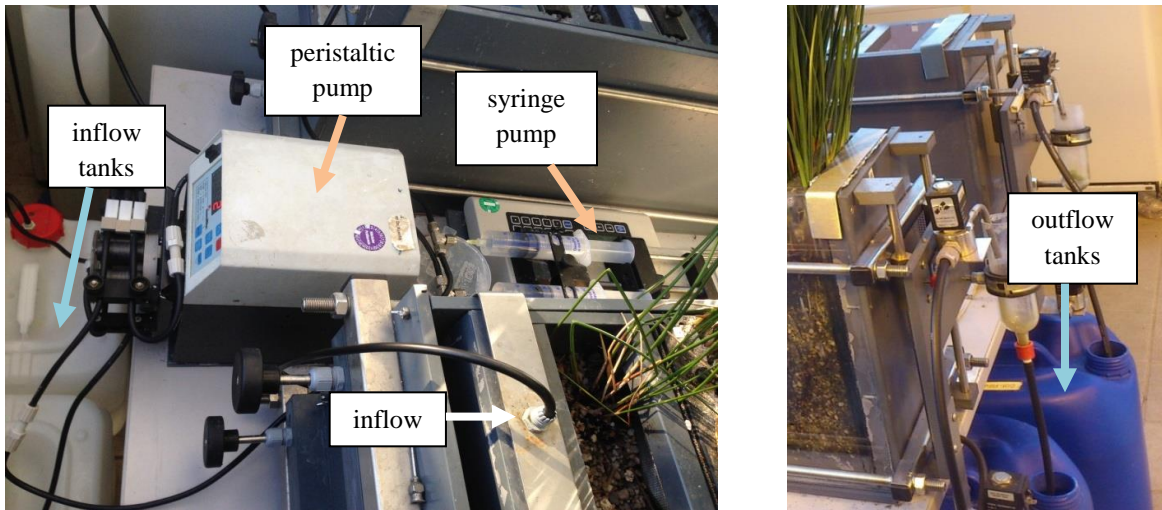 peristaltic
pump
syringe
pump
inflow
tanks
inflow
outflow
tanks